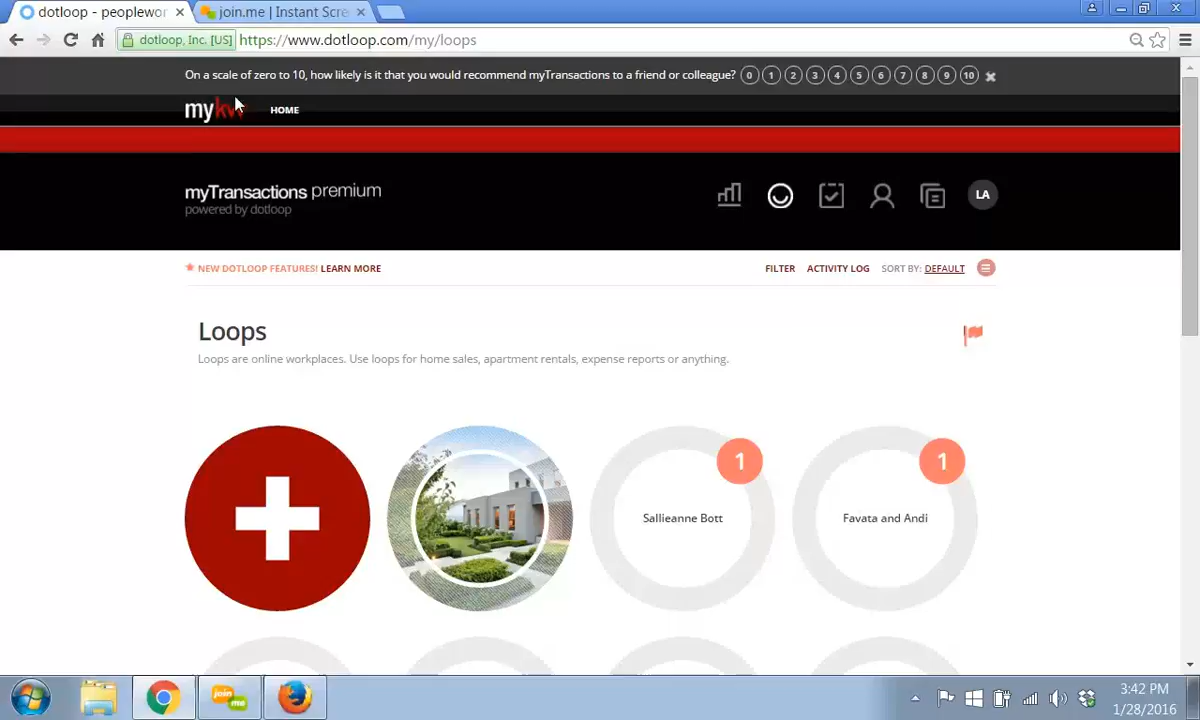 dotloop - peoplewor
join.me | Instant Scre
dotloop, Inc. [US]
https://www.dotloop.com/my/loops
On a scale of zero to 10, how likely is it that you would recommend myTransactions to a friend or colleague? 0 1 2 3 4 5 6 7 8 9 10
mykw HOME
myTransactions premium
powered by dotloop
LA
NEW DOTLOOP FEATURES! LEARN MORE
FILTER ACTIVITY LOG SORT BY: DEFAULT
Loops
Loops are online workplaces. Use loops for home sales, apartment rentals, expense reports or anything.
1
1
Sallieanne Bott
Favata and Andi
join
me
3:42 PM
1/28/2016